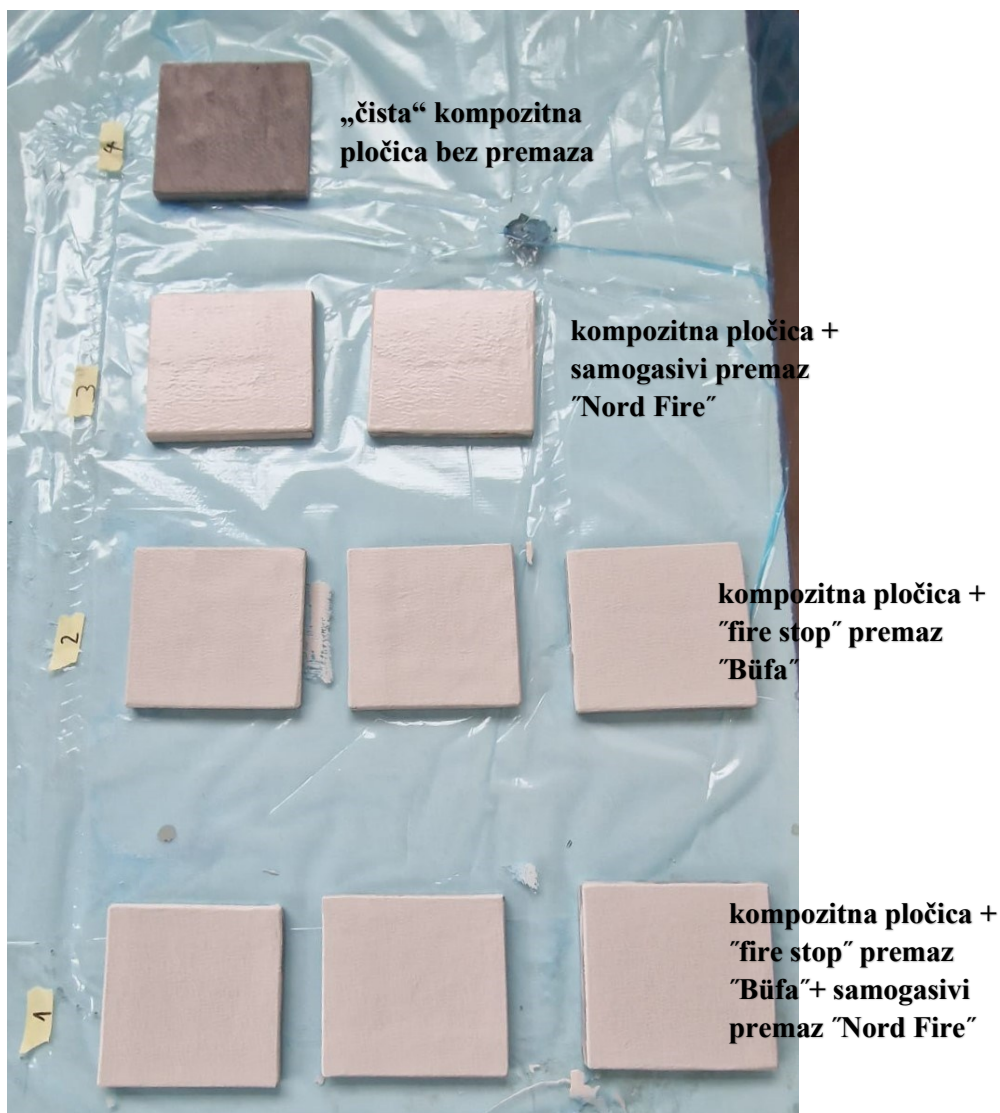 „čista“ kompozitna
pločica bez premaza
4
kompozitna pločica +
samogasivi premaz
˝Nord Fire˝
3
kompozitna pločica +
˝fire stop˝ premaz
˝Büfa˝
2
kompozitna pločica +
˝fire stop˝ premaz
˝Büfa˝+ samogasivi
premaz ˝Nord Fire˝
1